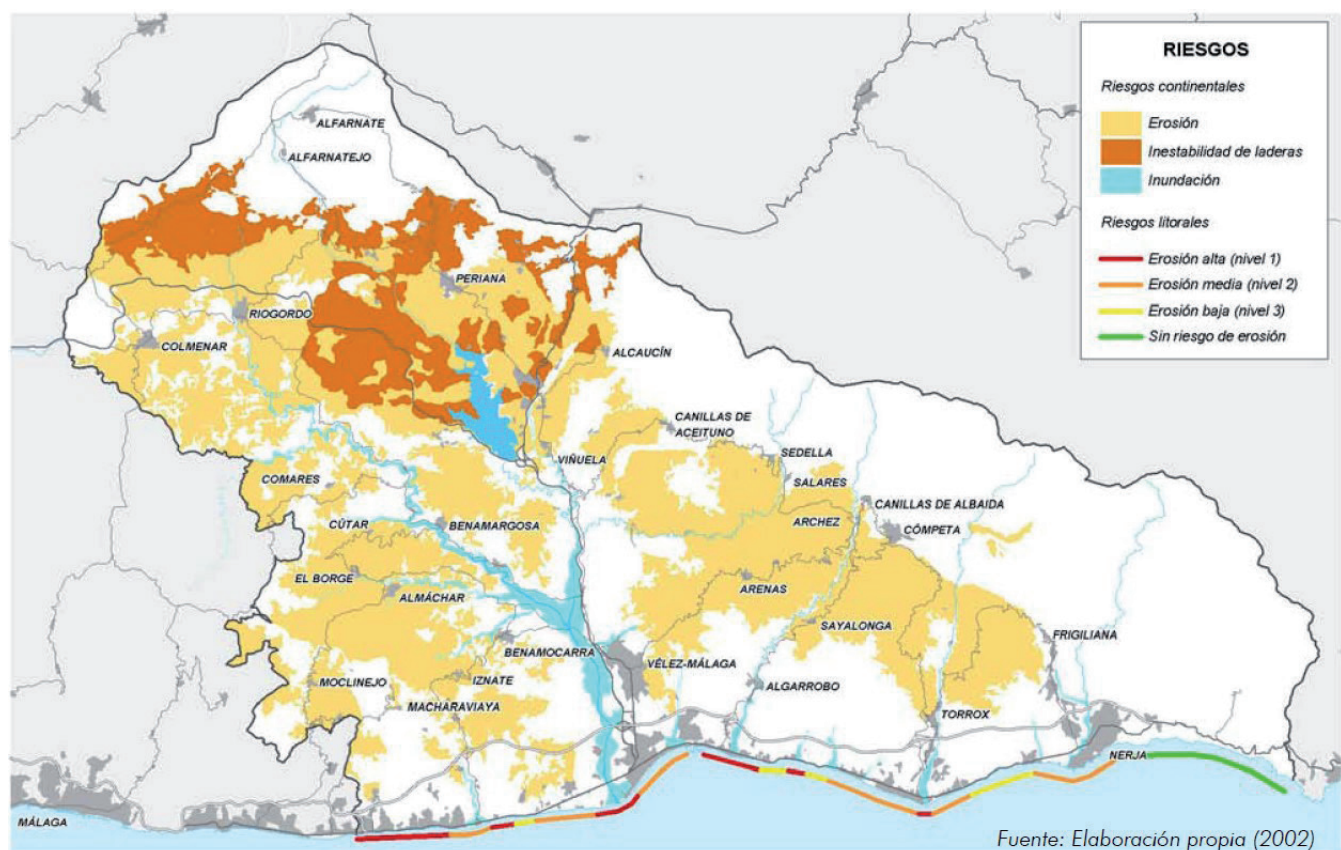 RIESGOS
Riesgos continentales
Erosión
Inestabilidad de laderas
Inundación
Riesgos litorales
Erosión alta (nivel 1)
Erosión media (nivel 2)
Erosión baja (nivel 3)
Sin riesgo de erosión
ALFARNATE
ALFARNATEJO
PERIANA
RIOGORDO
COLMENAR
ALCAUCÍN
CANILLAS DE
ACEITUNO
SEDELLA
VIÑUELA
SALARES
COMARES
CANILLAS DE ALBAIDA
CÚTAR
BENAMARGOSA
ARCHEZ
CÓMPETA
EL BORGE
ALMÁCHAR
ARENAS
SAYALONGA
FRIGILIANA
BENAMOCARRA
VÉLEZ-MÁLAGA
MOCLINEJO
IZNATE
ALGARROBO
MACHARAVIAYA
TORROX
NERJA
MÁLAGA
Fuente: Elaboración propia (2002)